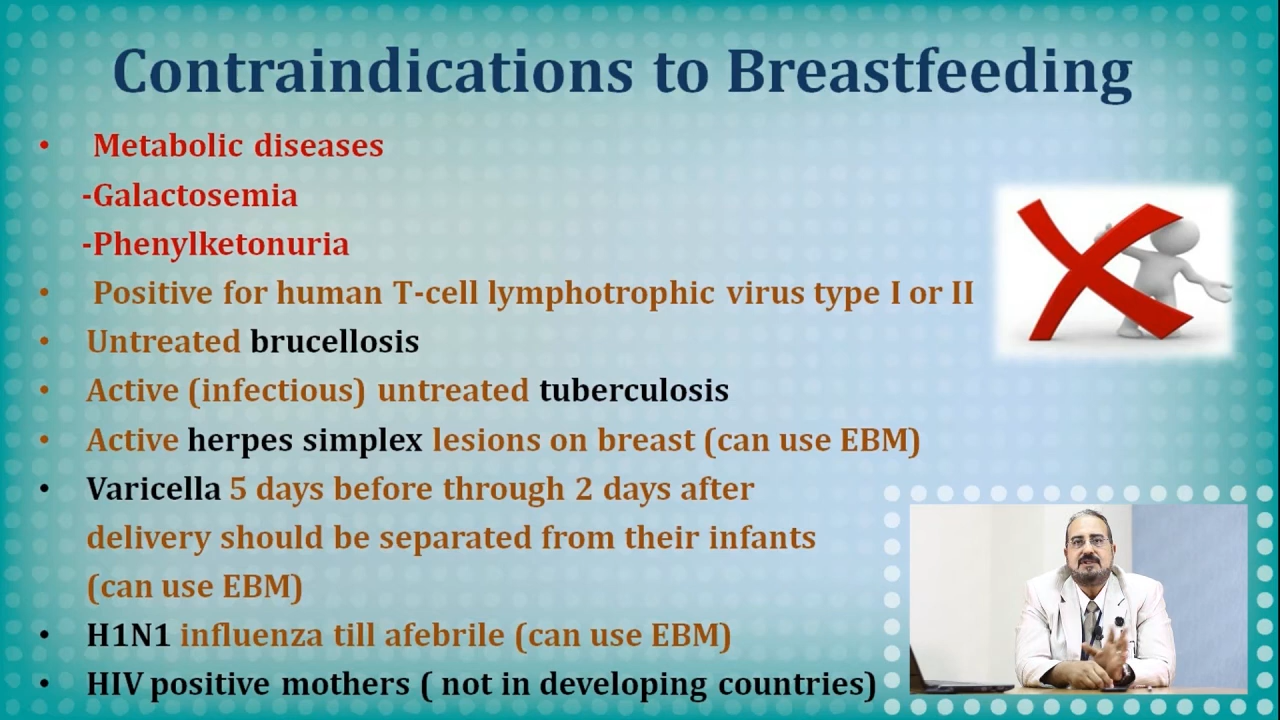 Contraindications to Breastfeeding
• Metabolic diseases
-Galactosemia
-Phenylketonuria
• Positive for human T-cell lymphotrophic virus type I or II
• Untreated brucellosis
• Active (infectious) untreated tuberculosis
• Active herpes simplex lesions on breast (can use EBM)
• Varicella 5 days before through 2 days after
delivery should be separated from their infants
(can use EBM)
• H1N1 influenza till afebrile (can use EBM)
• HIV positive mothers ( not in developing countries)